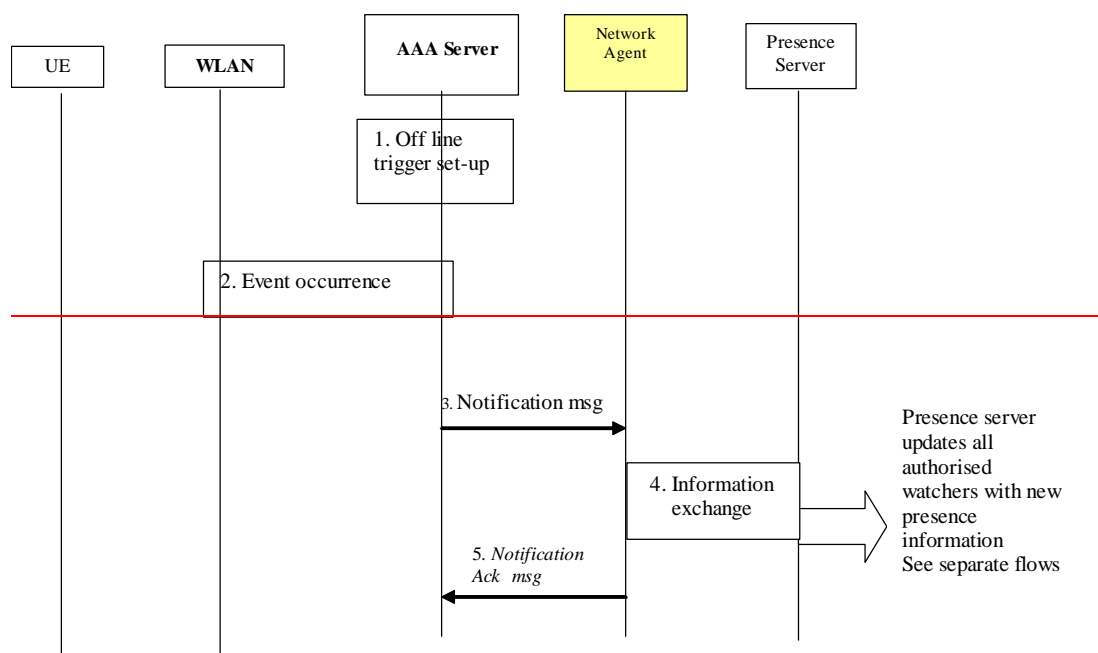 UE
WLAN
AAA Server
Network
Agent
Presence
Server
1. Off line
trigger set-up
2. Event occurrence
3. Notification msg
4. Information
exchange
Presence server
updates all
authorised
watchers with new
presence
information
See separate flows
5. Notification
Ack msg